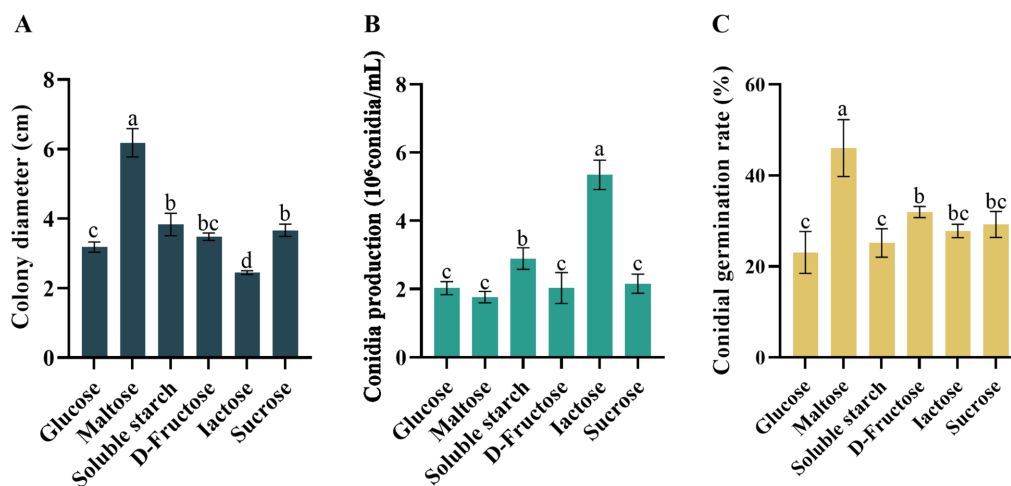 A
Colony diameter (cm)
8
6
4
2
0
c
a
b
bc
d
b
Glucose
Maltose
Soluble starch
D-Fructose
lactose
Sucrose
B
Conidia production (10⁶conidia/mL)
8
6
4
2
0
c
c
b
c
a
c
Glucose
Maltose
Soluble starch
D-Fructose
lactose
Sucrose
C
Conidial germination rate (%)
60
40
20
0
c
a
c
b
bc
bc
Glucose
Maltose
Soluble starch
D-Fructose
lactose
Sucrose